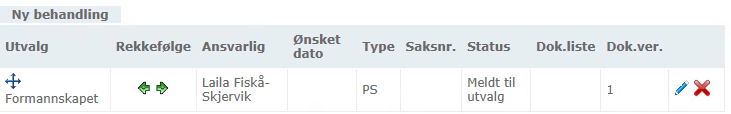 Ny behandling
Utvalg Rekkefølge Ansvarlig Ønsket dato Type Saksnr. Status Dok.liste Dok.ver.
Formannskapet Laila Fiskå-Skjervik PS Meldt til utvalg 1